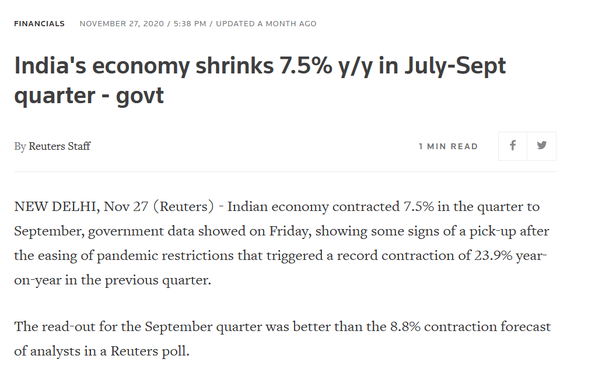 FINANCIALS NOVEMBER 27, 2020 / 5:38 PM / UPDATED A MONTH AGO
India's economy shrinks 7.5% y/y in July-Sept
quarter - govt
By Reuters Staff
1 MIN READ
NEW DELHI, Nov 27 (Reuters) - Indian economy contracted 7.5% in the quarter to
September, government data showed on Friday, showing some signs of a pick-up after
the easing of pandemic restrictions that triggered a record contraction of 23.9% year-
on-year in the previous quarter.
The read-out for the September quarter was better than the 8.8% contraction forecast
of analysts in a Reuters poll.